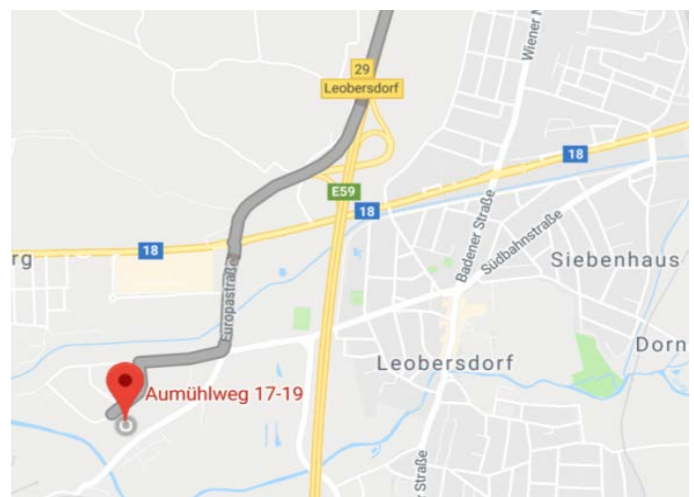 Wiener N
29
Leobersdorf
18
E59
18
18
rg
Europastraße
Badener Straße
Südbahnstraße
Siebenhaus
Dorn
Leobersdorf
Aumühlweg 17-19
Straße